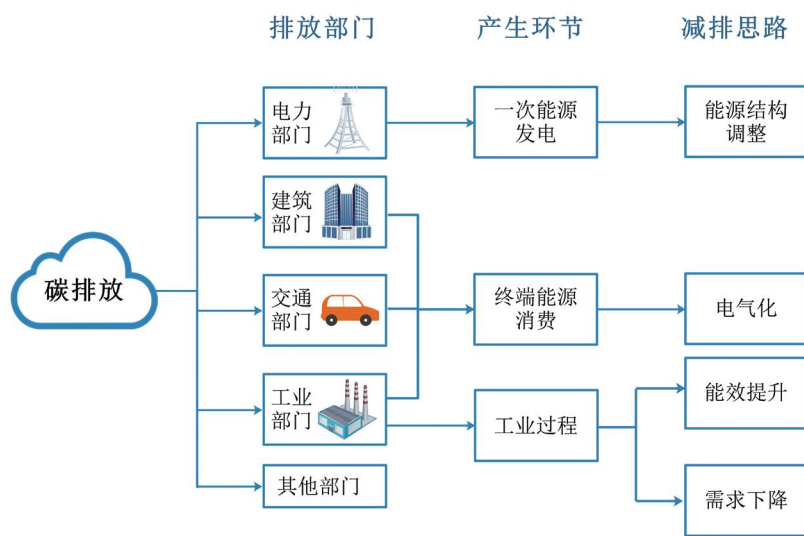 排放部门 产生环节 减排思路
电力
部门
一次能源
发电
能源结构
调整
建筑
部门
碳排放
交通
部门
终端能源
消费
电气化
工业
部门
工业过程
能效提升
其他部门
需求下降